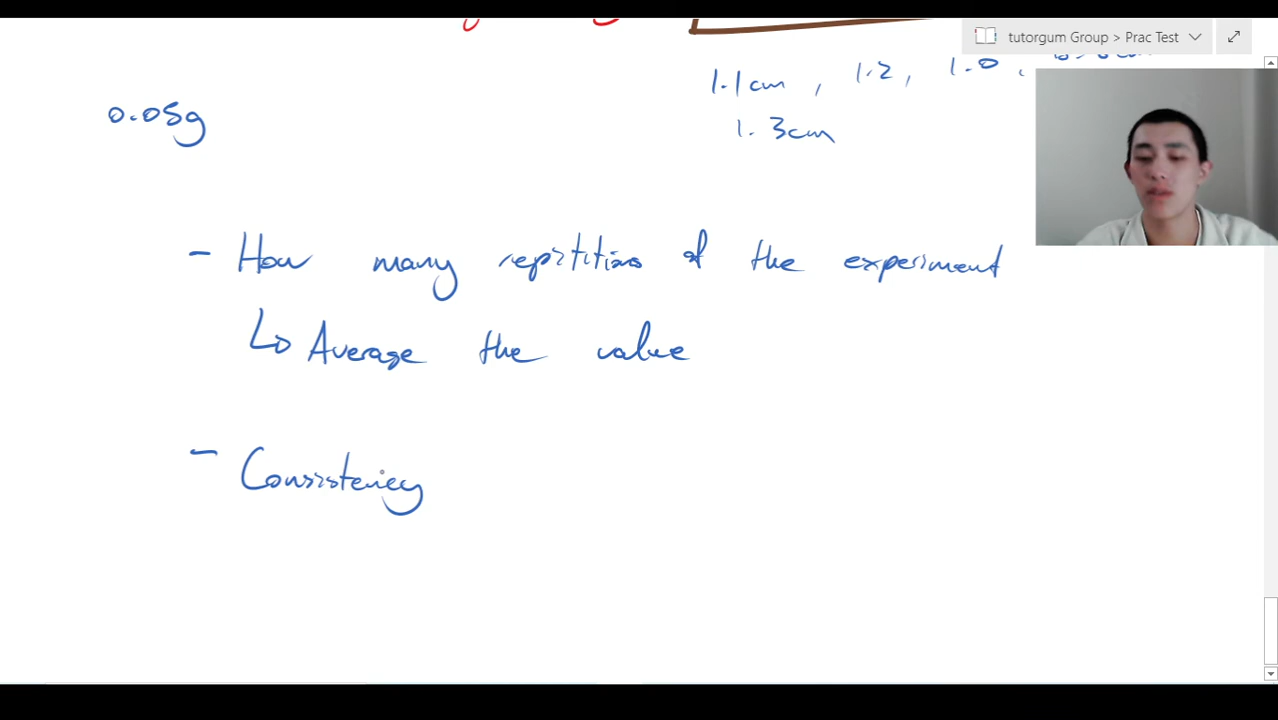 tutorgum Group > Prac Test
1.1cm , 1.2, 1.0,
1.3cm
0.05g
- How many repititions of the experiment
Average the value
- Consistency